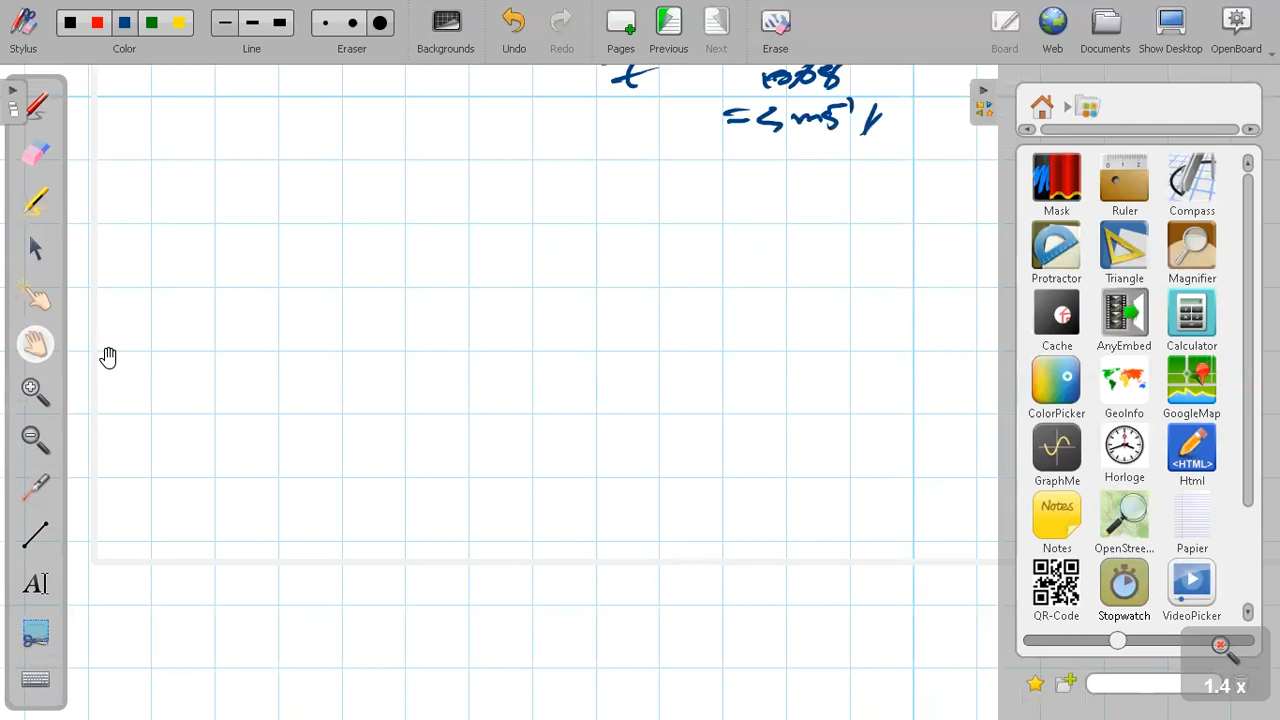 Stylus
Color
Line
Eraser
Backgrounds
Undo
Redo
Pages
Previous
Next
Erase
Board
Web
Documents
Show Desktop
OpenBoard
t
Mask
Ruler
Compass
Protractor
Triangle
Magnifier
Cache
AnyEmbed
Calculator
ColorPicker
GeoInfo
GoogleMap
GraphMe
Horloge
<HTML>
Html
Notes
Notes
OpenStree...
Papier
QR-Code
Stopwatch
VideoPicker
1.4 x